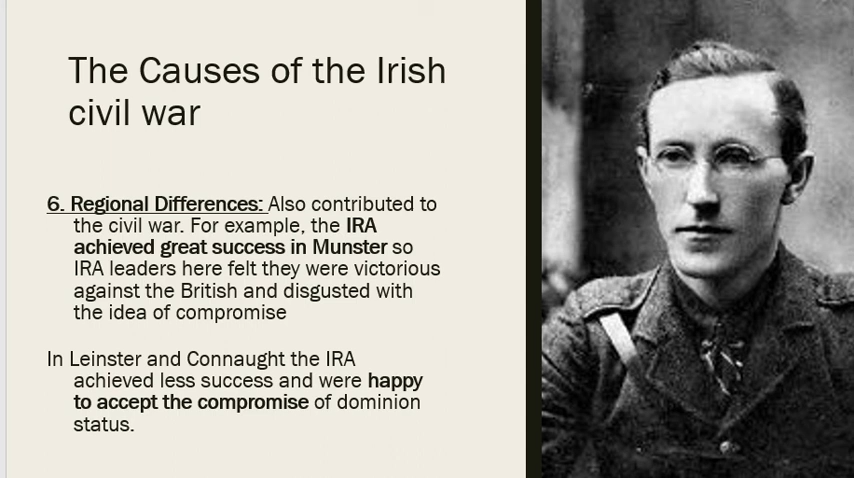 The Causes of the Irish
civil war
6. Regional Differences: Also contributed to
the civil war. For example, the IRA
achieved great success in Munster so
IRA leaders here felt they were victorious
against the British and disgusted with
the idea of compromise
In Leinster and Connaught the IRA
achieved less success and were happy
to accept the compromise of dominion
status.